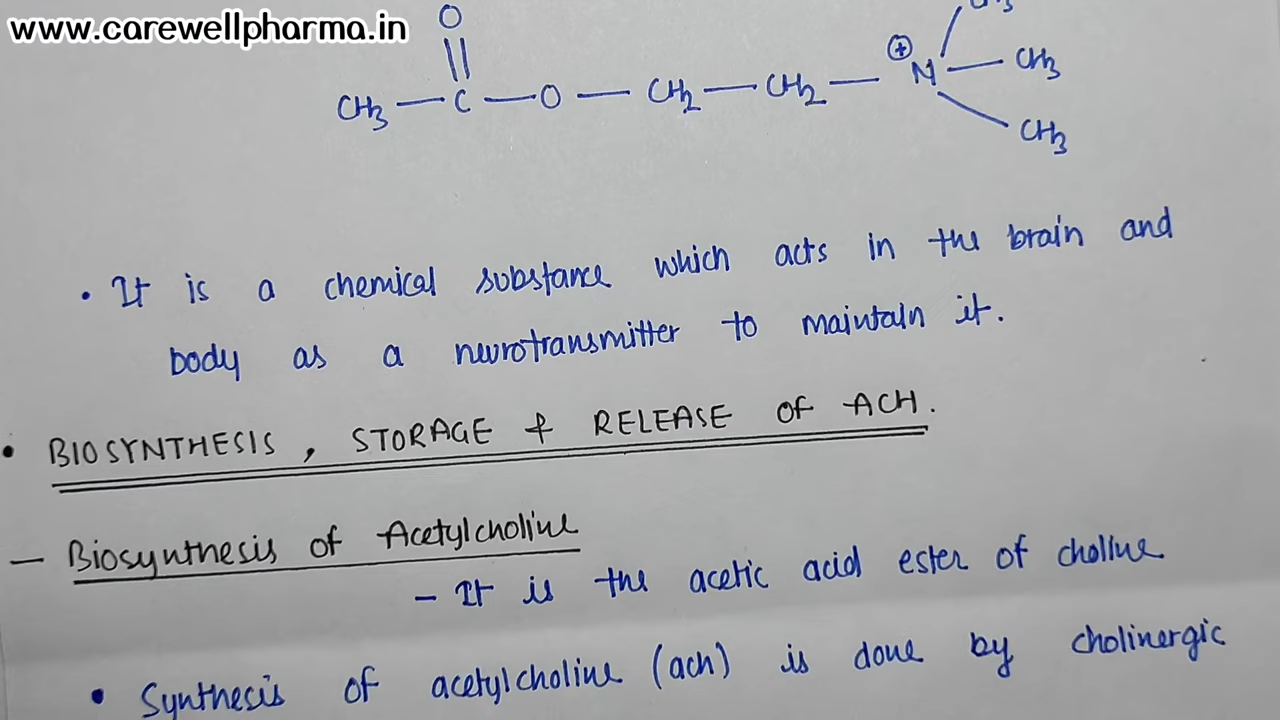 www.carewellpharma.in
O
CH3 — C — O — CH2 — CH2 — N
⊕
CH3
CH3
CH3
• It is a chemical substance which acts in the brain and
body as a neurotransmitter to maintain it.
• BIOSYNTHESIS, STORAGE & RELEASE OF ACH.
— Biosynthesis of Acetylcholine
– It is the acetic acid ester of choline
• Synthesis of acetylcholine (ach) is done by cholinergic